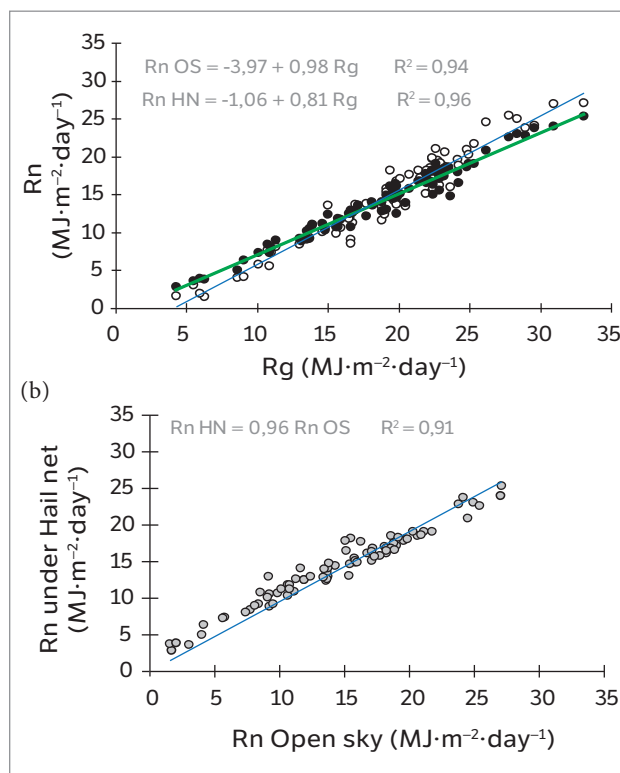 35
30
25
20
15
10
5
0
Rn
(MJ·m⁻²·day⁻¹)
Rn OS = -3,97 + 0,98 Rg R² = 0,94
Rn HN = -1,06 + 0,81 Rg R² = 0,96
0 5 10 15 20 25 30 35
Rg (MJ·m⁻²·day⁻¹)
(b)
35
30
25
20
15
10
5
0
Rn under Hail net
(MJ·m⁻²·day⁻¹)
Rn HN = 0,96 Rn OS R² = 0,91
0 5 10 15 20 25 30 35
Rn Open sky (MJ·m⁻²·day⁻¹)